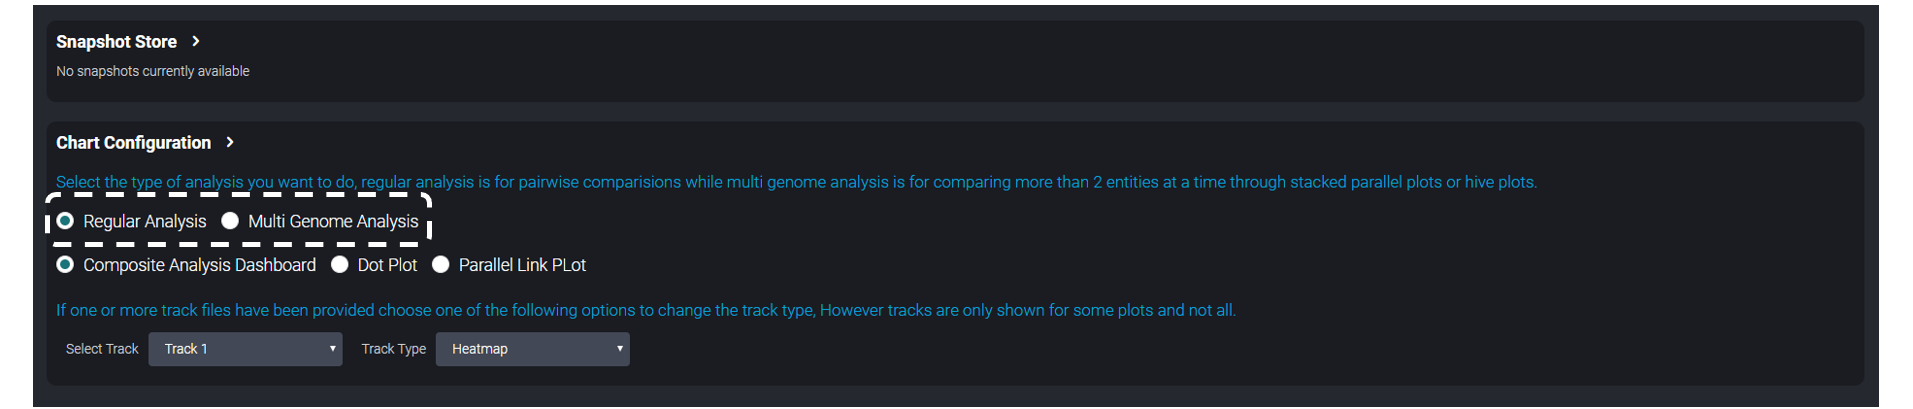 Snapshot Store
No snapshots currently available
Chart Configuration
Select the type of analysis you want to do, regular analysis is for pairwise comparisions while multi genome analysis is for comparing more than 2 entities at a time through stacked parallel plots or hive plots.
Regular Analysis Multi Genome Analysis
Composite Analysis Dashboard Dot Plot Parallel Link PLot
If one or more track files have been provided choose one of the following options to change the track type, However tracks are only shown for some plots and not all.
Select Track Track 1 Track Type Heatmap